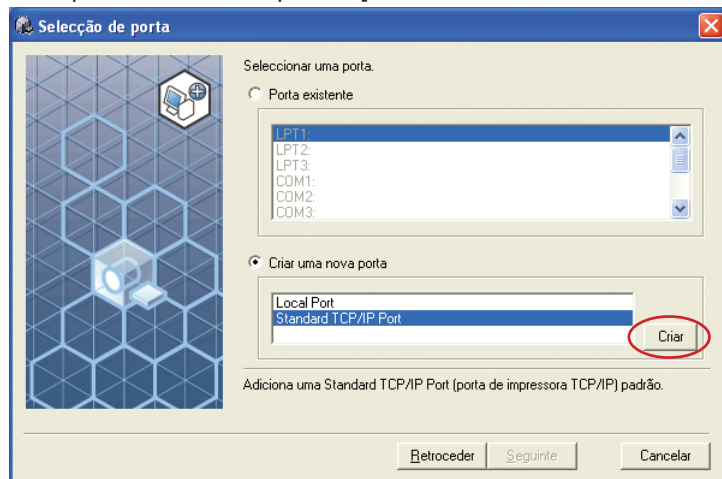 Selecção de porta
Seleccionar uma porta.
Porta existente
LPT1:
LPT2:
LPT3:
COM1:
COM2:
COM3:
Criar uma nova porta
Local Port
Standard TCP/IP Port
Criar
Adiciona uma Standard TCP/IP Port (porta de impressora TCP/IP) padrão.
Retroceder
Seguinte
Cancelar